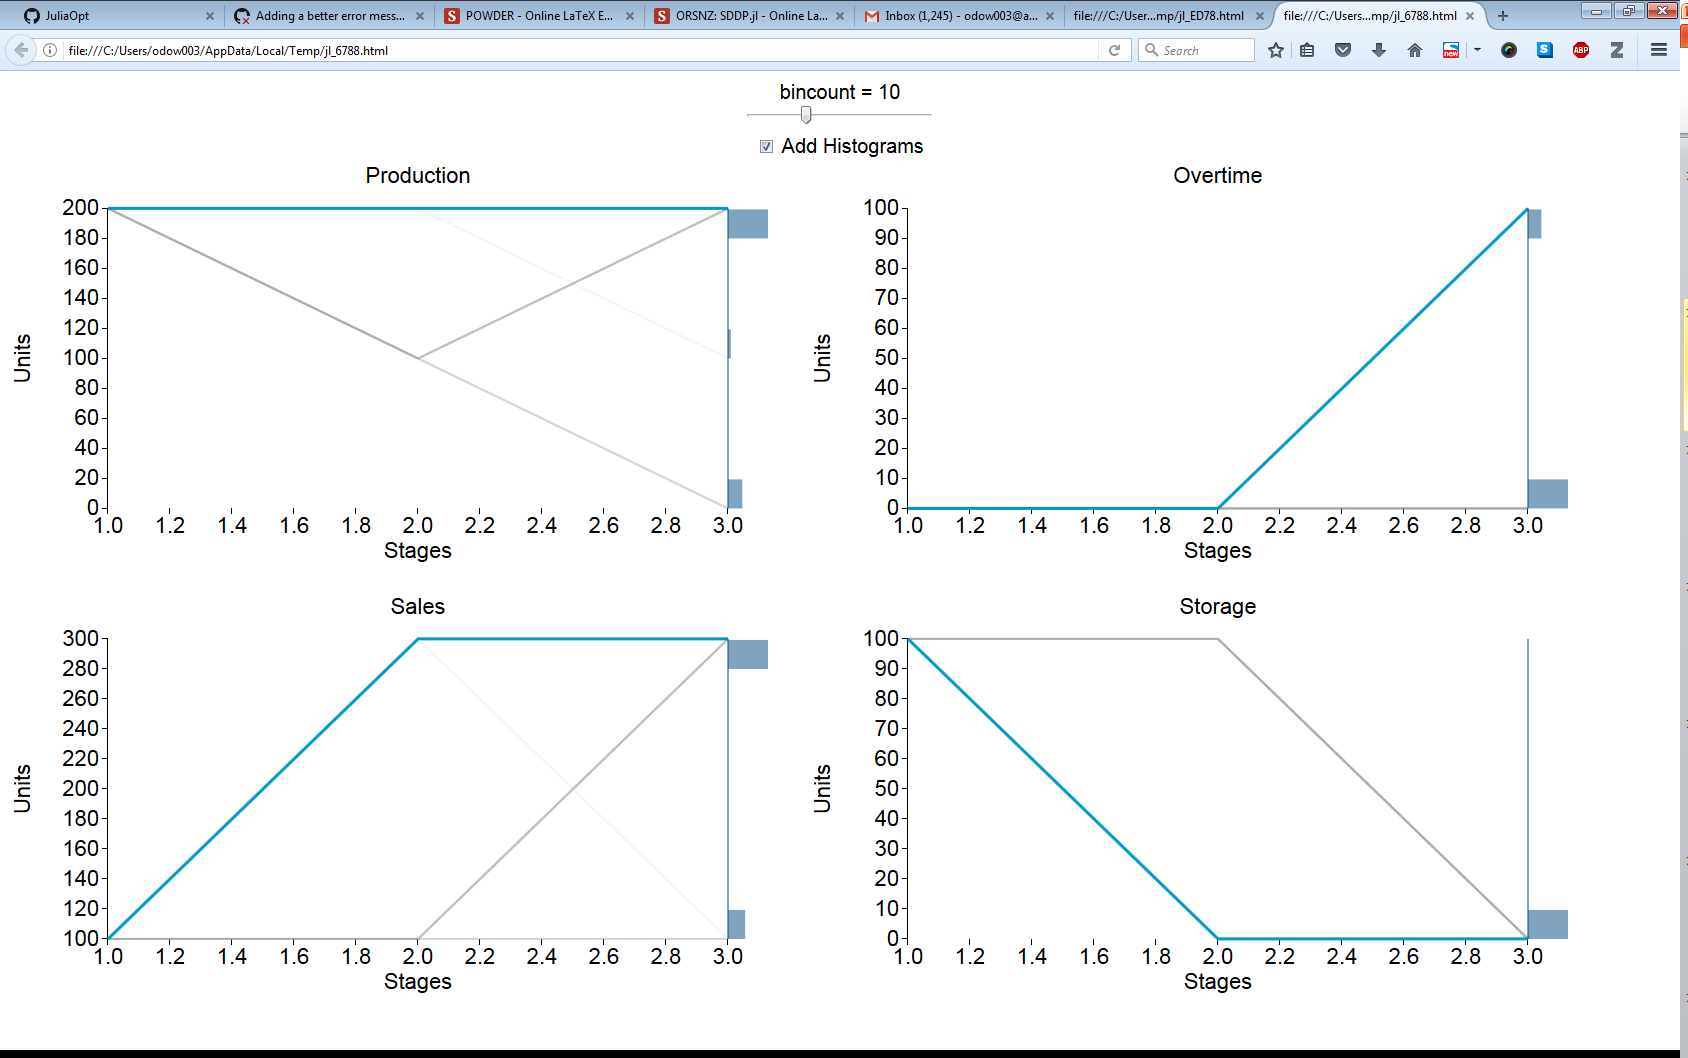 JuliaOpt
Adding a better error mess...
POWDER - Online LaTeX E...
ORSNZ: SDDP.jl - Online La...
Inbox (1,245) - odow003@a...
file:///C:/User...mp/jl_ED78.html
file:///C:/Users...mp/jl_6788.html
file:///C:/Users/odow003/AppData/Local/Temp/jl_6788.html
Search
new
S
ABP
Z
bincount = 10
Add Histograms
Production
Units
200
180
160
140
120
100
80
60
40
20
0
1.0 1.2 1.4 1.6 1.8 2.0 2.2 2.4 2.6 2.8 3.0
Stages
Overtime
Units
100
90
80
70
60
50
40
30
20
10
0
1.0 1.2 1.4 1.6 1.8 2.0 2.2 2.4 2.6 2.8 3.0
Stages
Sales
Units
300
280
260
240
220
200
180
160
140
120
100
1.0 1.2 1.4 1.6 1.8 2.0 2.2 2.4 2.6 2.8 3.0
Stages
Storage
Units
100
90
80
70
60
50
40
30
20
10
0
1.0 1.2 1.4 1.6 1.8 2.0 2.2 2.4 2.6 2.8 3.0
Stages